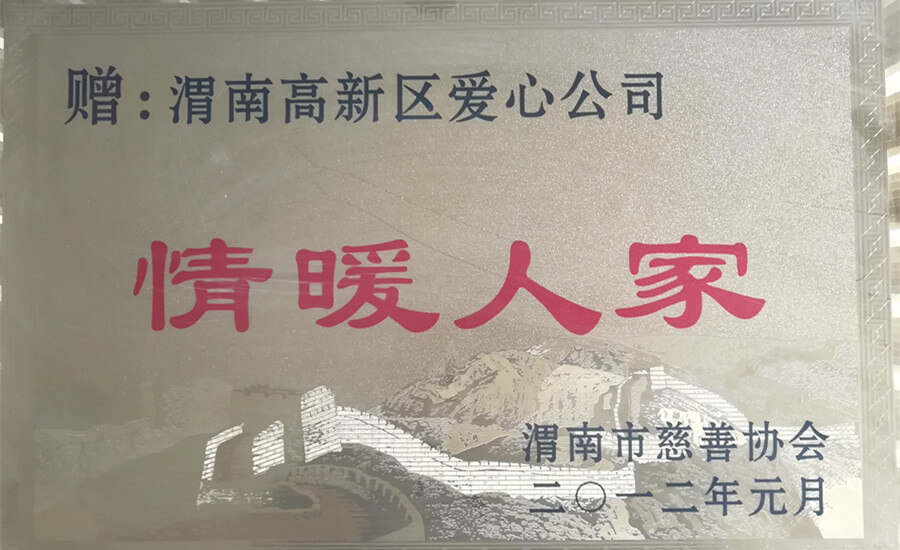 赠:渭南高新区爱心公司
情暖人家
渭南市慈善协会
二〇一二年元月